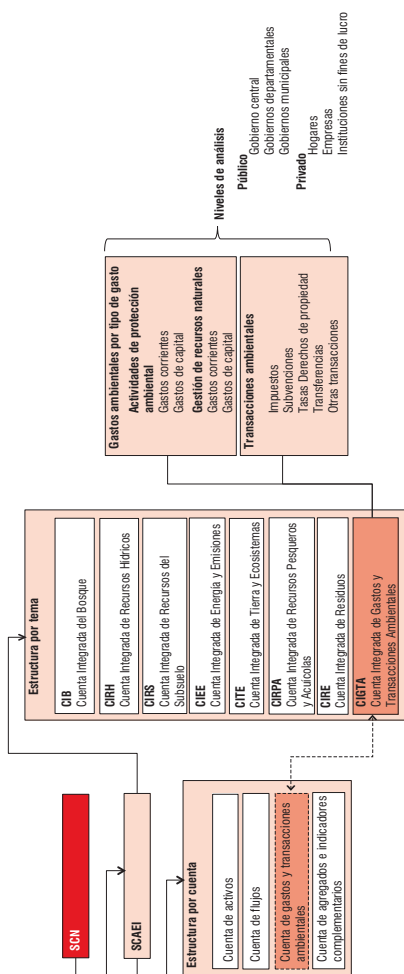 SCN
SCAEI
Estructura por cuenta
Cuenta de activos
Cuenta de flujos
Cuenta de gastos y transacciones
ambientales
Cuenta de agregados e indicadores
complementarios
Estructura por tema
CIB
Cuenta Integrada del Bosque
CIRH
Cuenta Integrada de Recursos Hídricos
CIRS
Cuenta Integrada de Recursos del
Subsuelo
CIEE
Cuenta Integrada de Energía y Emisiones
CITE
Cuenta Integrada de Tierra y Ecosistemas
CIRPA
Cuenta Integrada de Recursos Pesqueros
y Acuícolas
CIRE
Cuenta Integrada de Residuos
CIGTA
Cuenta Integrada de Gastos y
Transacciones Ambientales
Gastos ambientales por tipo de gasto
Actividades de protección
ambiental
Gastos corrientes
Gastos de capital
Gestión de recursos naturales
Gastos corrientes
Gastos de capital
Transacciones ambientales
Impuestos
Subvenciones
Tasas Derechos de propiedad
Transferencias
Otras transacciones
Niveles de análisis
Público
Gobierno central
Gobiernos departamentales
Gobiernos municipales
Privado
Hogares
Empresas
Instituciones sin fines de lucro